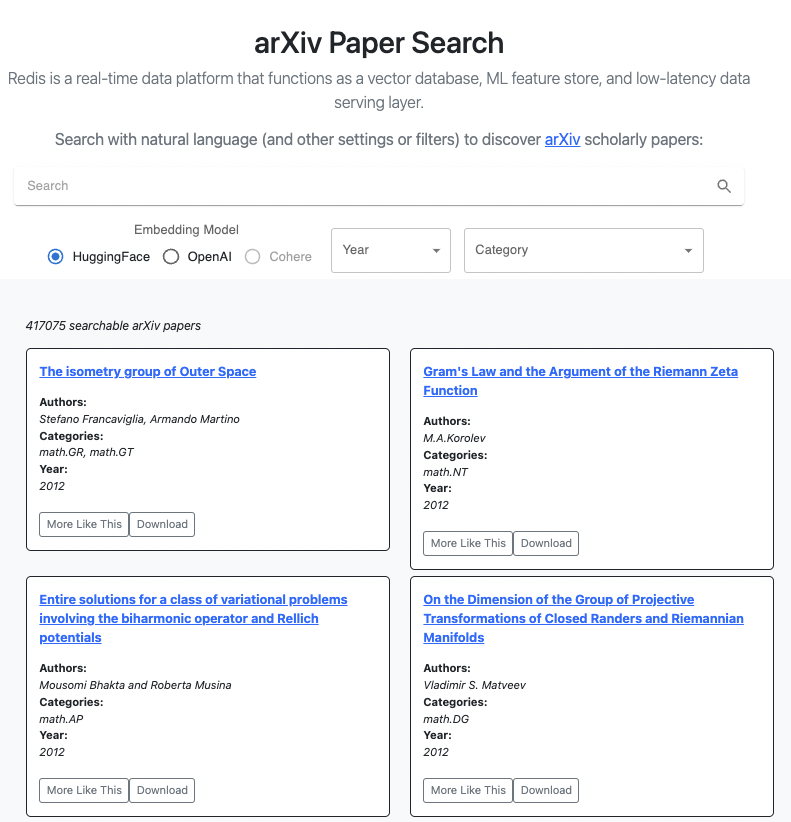 arXiv Paper Search
Redis is a real-time data platform that functions as a vector database, ML feature store, and low-latency data
serving layer.
Search with natural language (and other settings or filters) to discover arXiv scholarly papers:
Search
Embedding Model
HuggingFace OpenAI Cohere
Year
Category
417075 searchable arXiv papers
The isometry group of Outer Space
Authors:
Stefano Francaviglia, Armando Martino
Categories:
math.GR, math.GT
Year:
2012
More Like This Download
Gram's Law and the Argument of the Riemann Zeta
Function
Authors:
M.A.Korolev
Categories:
math.NT
Year:
2012
More Like This Download
Entire solutions for a class of variational problems
involving the biharmonic operator and Rellich
potentials
Authors:
Mousomi Bhakta and Roberta Musina
Categories:
math.AP
Year:
2012
More Like This Download
On the Dimension of the Group of Projective
Transformations of Closed Randers and Riemannian
Manifolds
Authors:
Vladimir S. Matveev
Categories:
math.DG
Year:
2012
More Like This Download